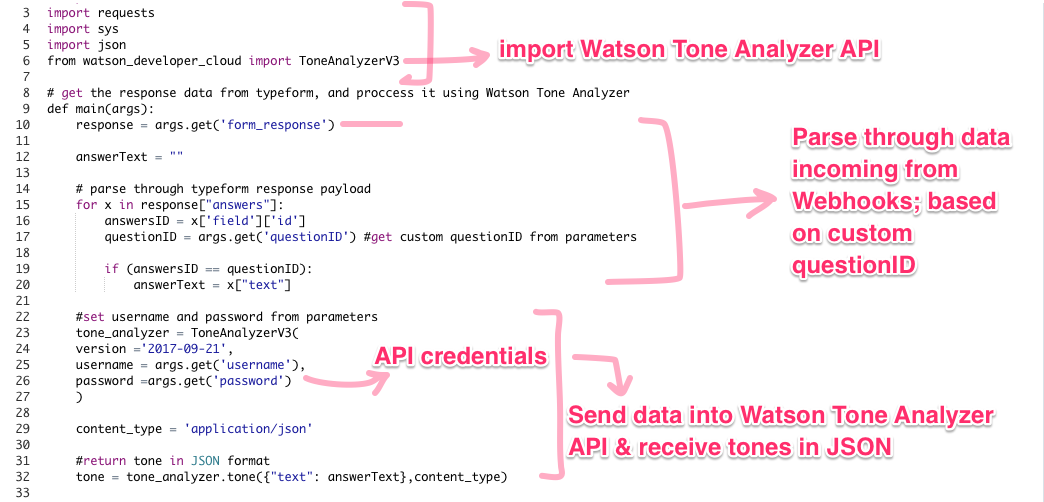 3 import requests
4 import sys
5 import json
6 from watson_developer_cloud import ToneAnalyzerV3
7
8 # get the response data from typeform, and proccess it using Watson Tone Analyzer
9 def main(args):
10     response = args.get('form_response')
11
12     answerText = ""
13
14     # parse through typeform response payload
15     for x in response["answers"]:
16         answersID = x['field']['id']
17         questionID = args.get('questionID') #get custom questionID from parameters
18
19         if (answersID == questionID):
20             answerText = x["text"]
21
22     #set username and password from parameters
23     tone_analyzer = ToneAnalyzerV3(
24     version ='2017-09-21',
25     username = args.get('username'),
26     password =args.get('password')
27     )
28
29     content_type = 'application/json'
30
31     #return tone in JSON format
32     tone = tone_analyzer.tone({"text": answerText},content_type)
33
import Watson Tone Analyzer API
Parse through data
incoming from
Webhooks; based
on custom
questionID
API credentials
Send data into Watson Tone Analyzer
API & receive tones in JSON